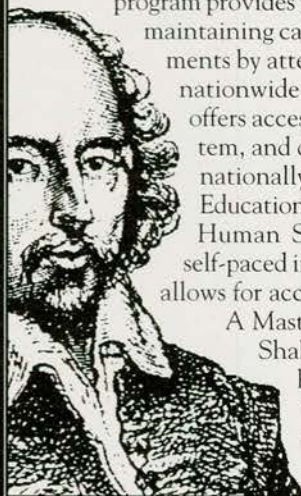 program provides
maintaining ca
ments by atte
nationwide
offers acces
tem, and c
nationally
Education
Human S
self-paced i
allows for acc
A Mast
Shal